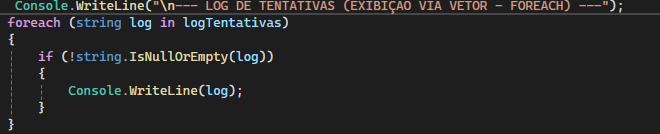 Console.WriteLine("\n--- LOG DE TENTATIVAS (EXIBIÇAO VIA VETOR - FOREACH) ---");
foreach (string log in logTentativas)
{
if (!string.IsNullOrEmpty(log))
{
Console.WriteLine(log);
}
}